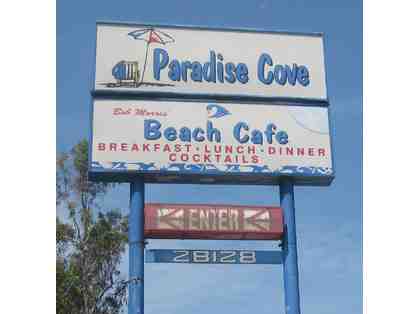 Paradise Cove
Bob Morris'
Beach Cafe
BREAKFAST · LUNCH · DINNER
COCKTAILS
ENTER
28128